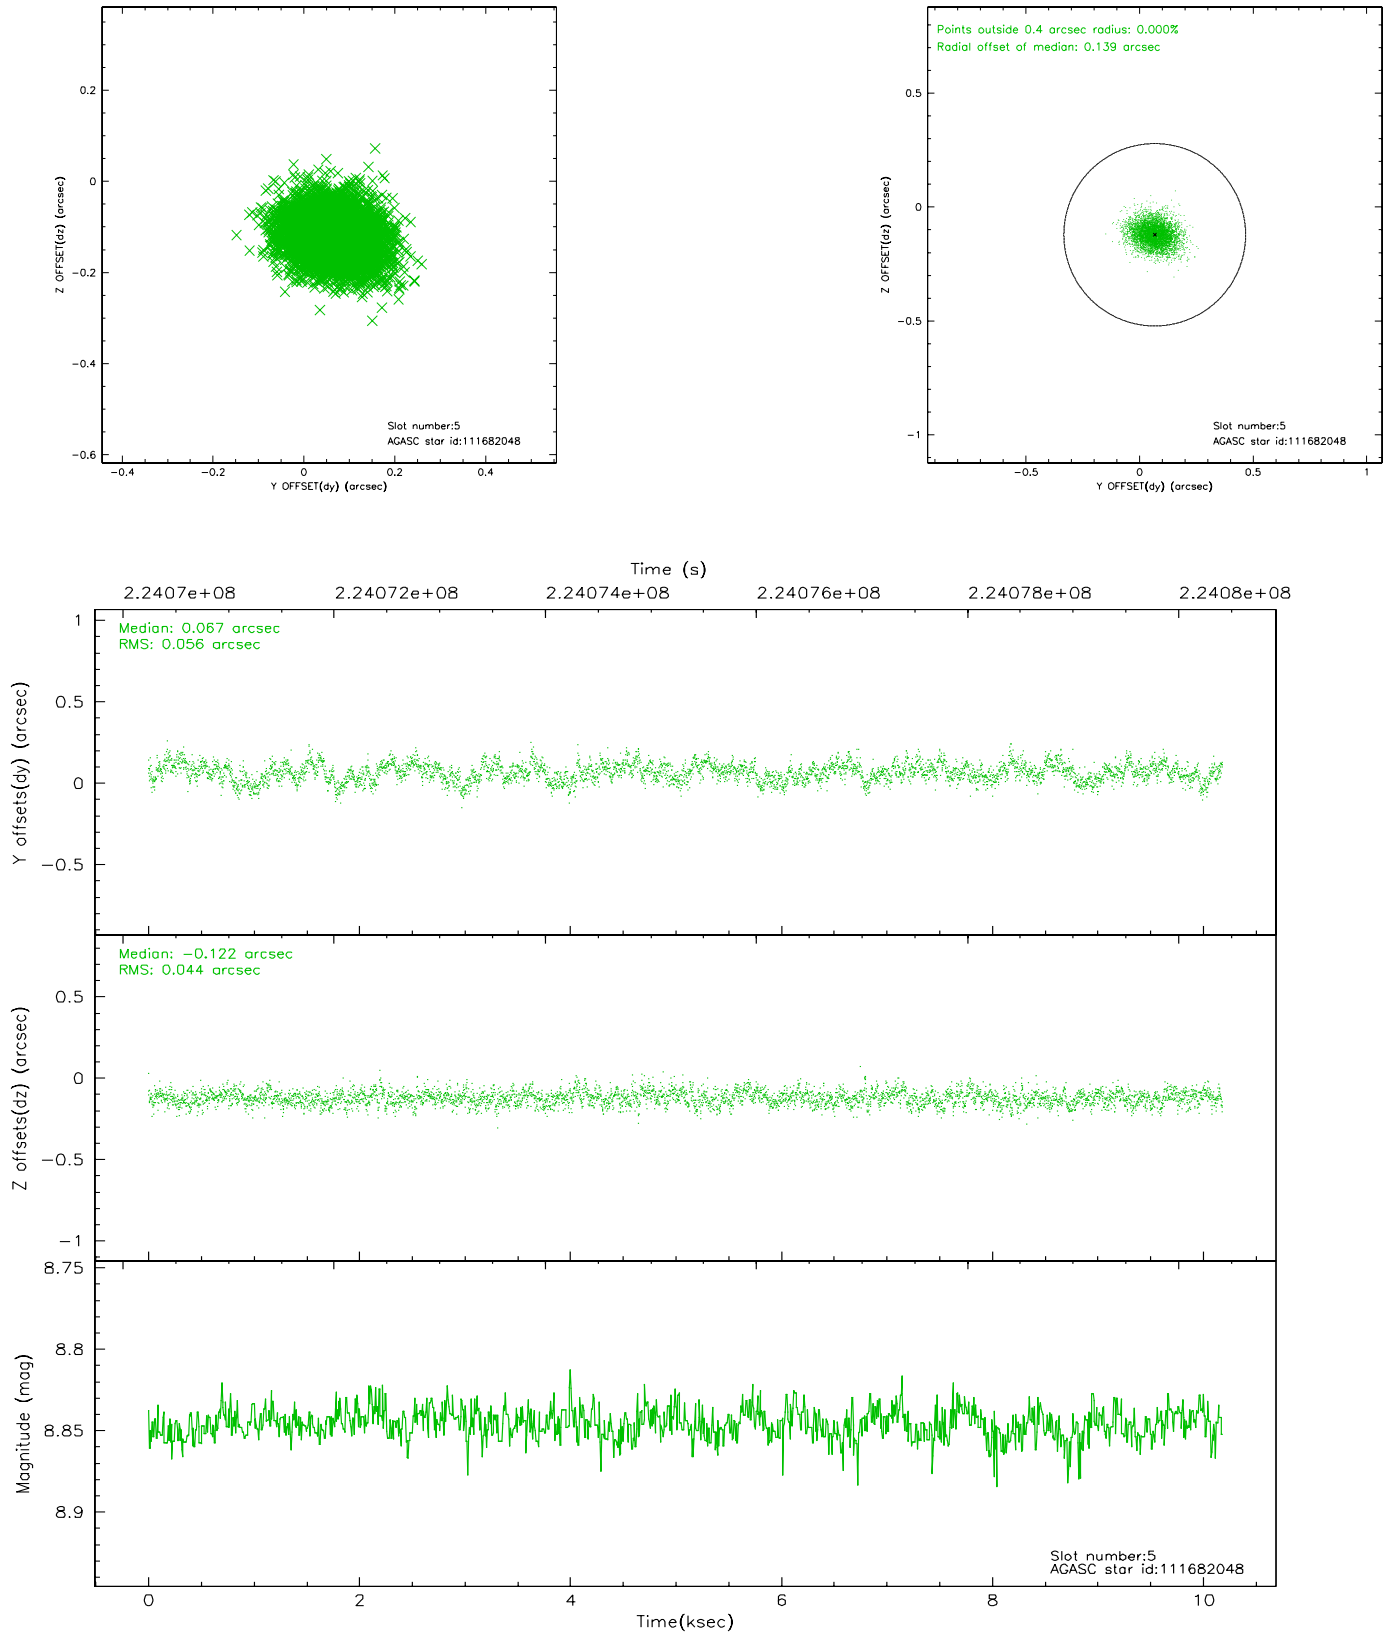 0.2
0
−0.2
−0.4
−0.6
Z OFFSET(dz) (arcsec)
Slot number:5
AGASC star id:111682048
−0.4 −0.2 0 0.2 0.4
Y OFFSET(dy) (arcsec)
Points outside 0.4 arcsec radius: 0.000%
Radial offset of median: 0.139 arcsec
0.5
0
−0.5
−1
Z OFFSET(dz) (arcsec)
Slot number:5
AGASC star id:111682048
−0.5 0 0.5 1
Y OFFSET(dy) (arcsec)
Time (s)
2.2407e+08 2.24072e+08 2.24074e+08 2.24076e+08 2.24078e+08 2.2408e+08
Median: 0.067 arcsec
RMS: 0.056 arcsec
1
0.5
0
−0.5
Y offsets(dy) (arcsec)
Median: −0.122 arcsec
RMS: 0.044 arcsec
0.5
0
−0.5
−1
Z offsets(dz) (arcsec)
8.75
8.8
8.85
8.9
Magnitude (mag)
Slot number:5
AGASC star id:111682048
0 2 4 6 8 10
Time(ksec)